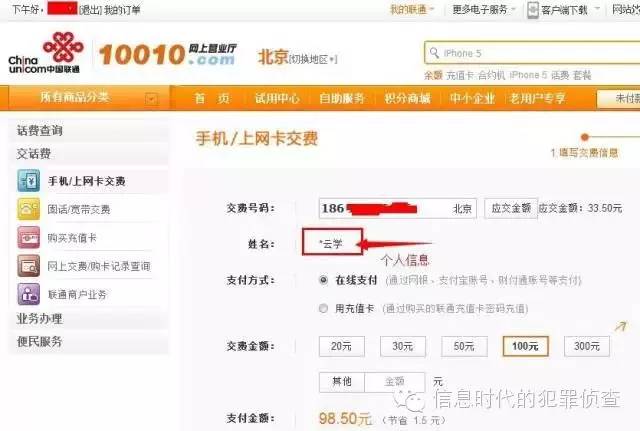 下午好， [退出] 我的订单 我的联通 更多电子服务 客户端下载
China unicom中国联通 10010.com 网上营业厅 北京[切换地区] iPhone 5
余额 充值卡 合约机 iPhone 5 话费 套餐
所有商品分类 首 页 试用中心 自助服务 积分商城 中小企业 老用户专享
话费查询
交话费
手机/上网卡交费
固话/宽带交费
购买充值卡
网上交费/购卡记录查询
联通商户业务
业务办理
便民服务
手机/上网卡交费
1.填写交费信息
交费号码： 186 北京 应交金额 应交金额：33.50元
姓名： *云学
个人信息
支付方式： 在线支付 (通过网银、支付宝账号、财付通账号等支付)
用充值卡 (通过购买的联通充值卡密码充值)
交费金额： 20元 30元 50元 100元 300元
其他 金额 元
支付金额： 98.50元 (节省 1.5 元)
信息时代的犯罪侦查